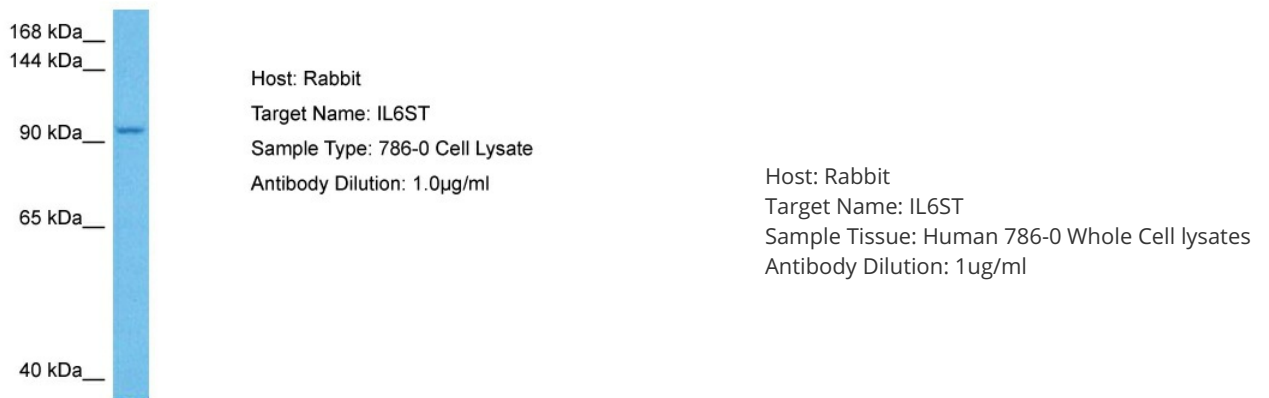 168 kDa__
144 kDa__
90 kDa__
65 kDa__
40 kDa__
Host: Rabbit
Target Name: IL6ST
Sample Type: 786-0 Cell Lysate
Antibody Dilution: 1.0µg/ml
Host: Rabbit
Target Name: IL6ST
Sample Tissue: Human 786-0 Whole Cell lysates
Antibody Dilution: 1ug/ml